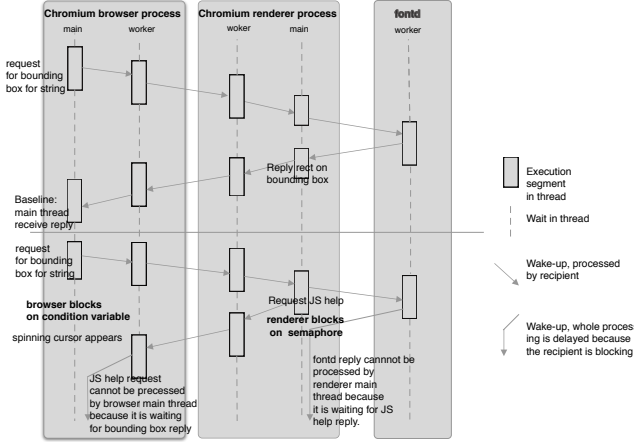 Chromium browser process
Chromium renderer process
fontd
main
worker
woker
main
worker
request
for bounding
box for string
Reply rect on
bounding box
Baseline:
main thread
receive reply
Execution
segment
in thread
Wait in thread
request
for bounding
box for string
Wake-up, processed
by recipient
Request JS help
browser blocks
on condition variable
renderer blocks
on semaphore
spinning cursor appears
Wake-up, whole proces
ing is delayed because
the recipient is blocking
JS help request
cannot be precessed
by browser main thread
because it is waiting
for bounding box reply
fontd reply cannnot be
processed by
renderer main
thread because
it is waiting for JS
help reply.